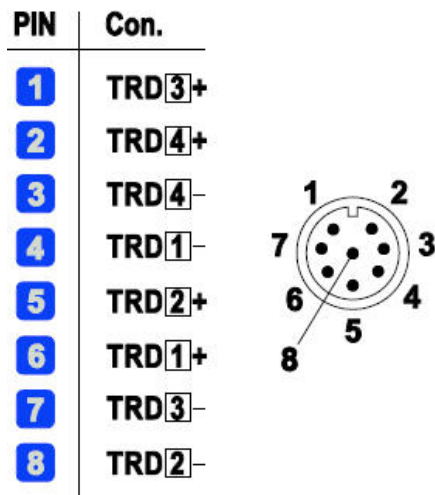 PIN Con.
1 TRD3+
2 TRD4+
3 TRD4-
4 TRD1-
5 TRD2+
6 TRD1+
7 TRD3-
8 TRD2-
1 2
7 3
6 4
5
8